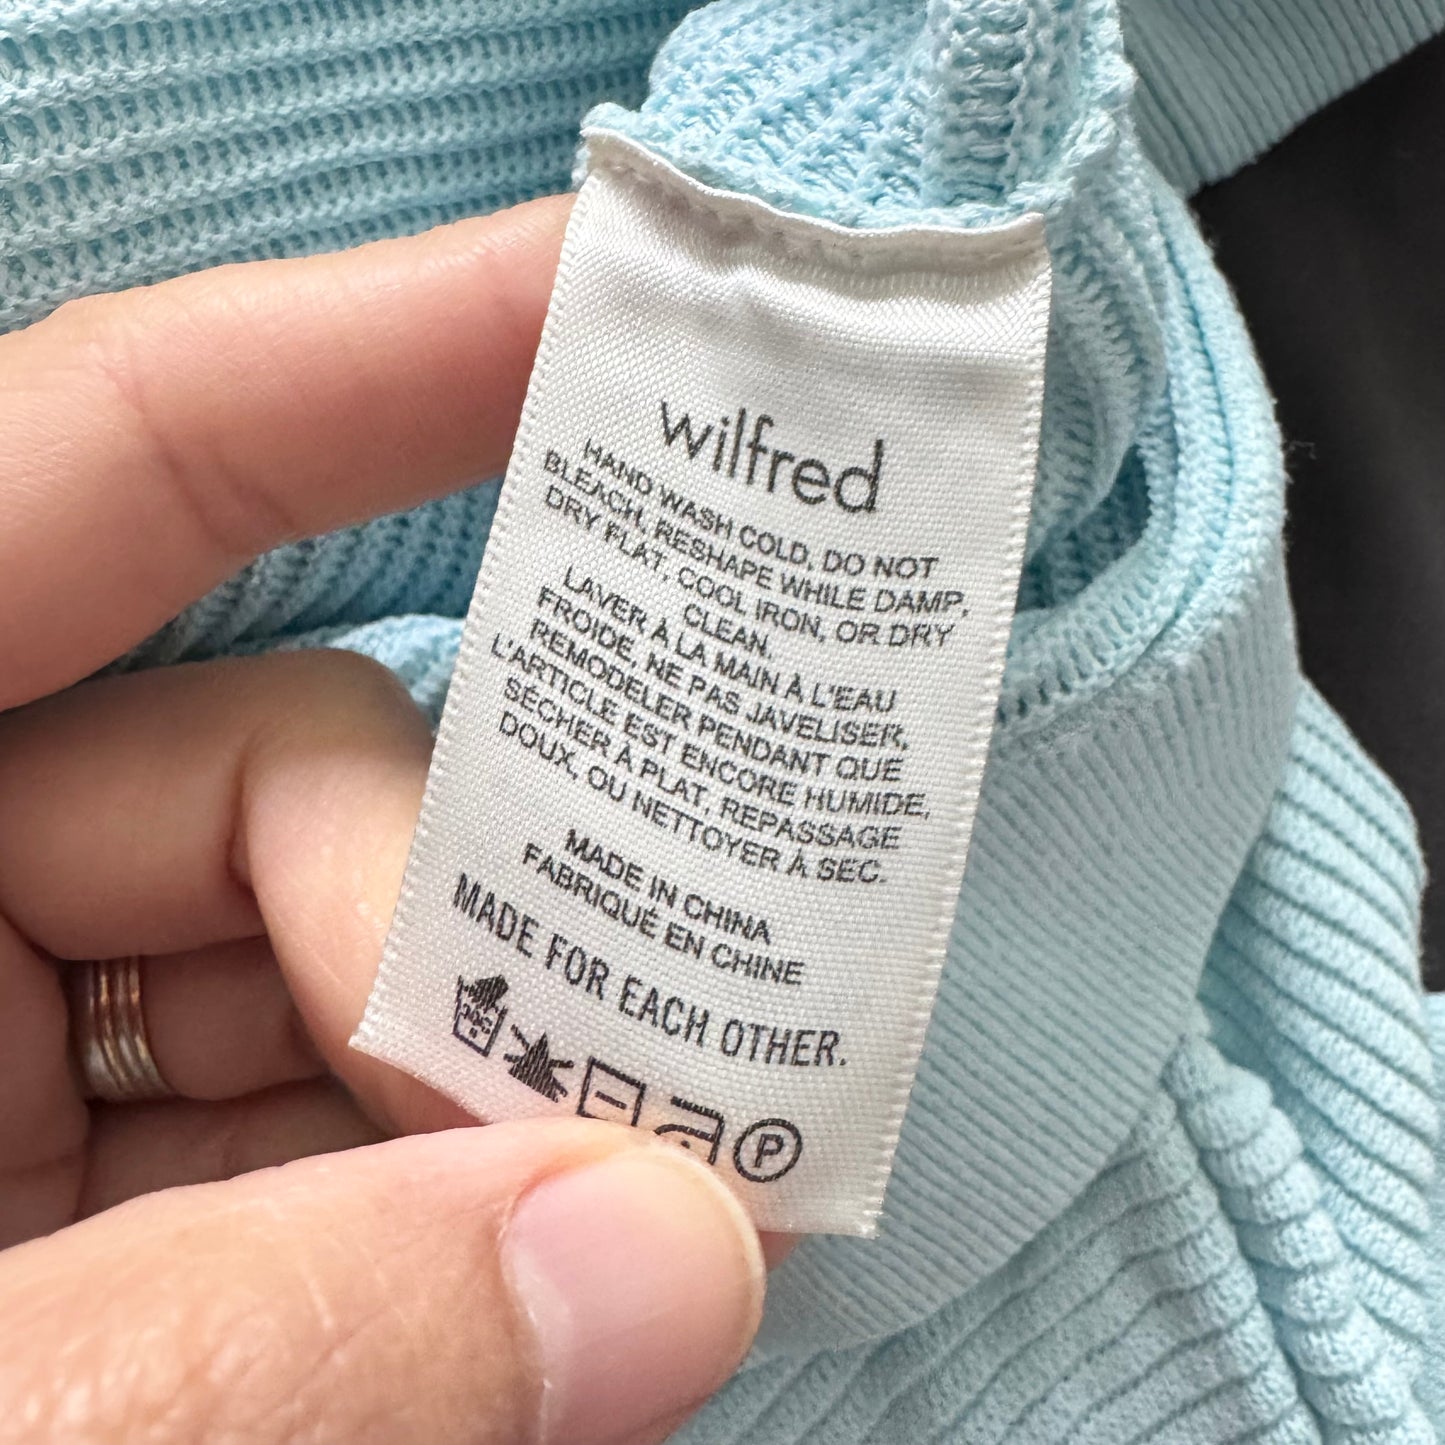 wilfred
HAND WASH COLD, DO NOT
BLEACH, RESHAPE WHILE DAMP,
DRY FLAT, COOL IRON, OR DRY
CLEAN.
LAVER À LA MAIN À L'EAU
FROIDE, NE PAS JAVELISER,
REMODELER PENDANT QUE
L'ARTICLE EST ENCORE HUMIDE,
SÉCHER À PLAT, REPASSAGE
DOUX, OU NETTOYER À SEC.
MADE IN CHINA
FABRIQUÉ EN CHINE
MADE FOR EACH OTHER.
P